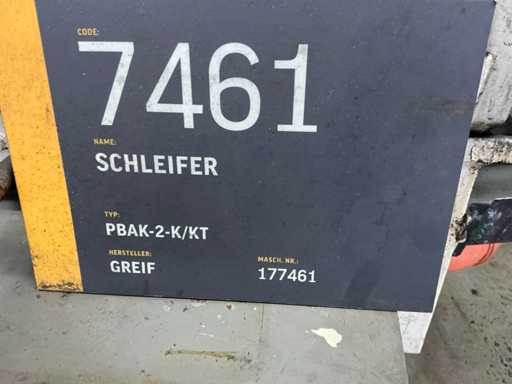 CODE:
7461
NAME:
SCHLEIFER
TYP:
PBAK-2-K/KT
HERSTELLER:
GREIF
MASCH. NR.:
177461